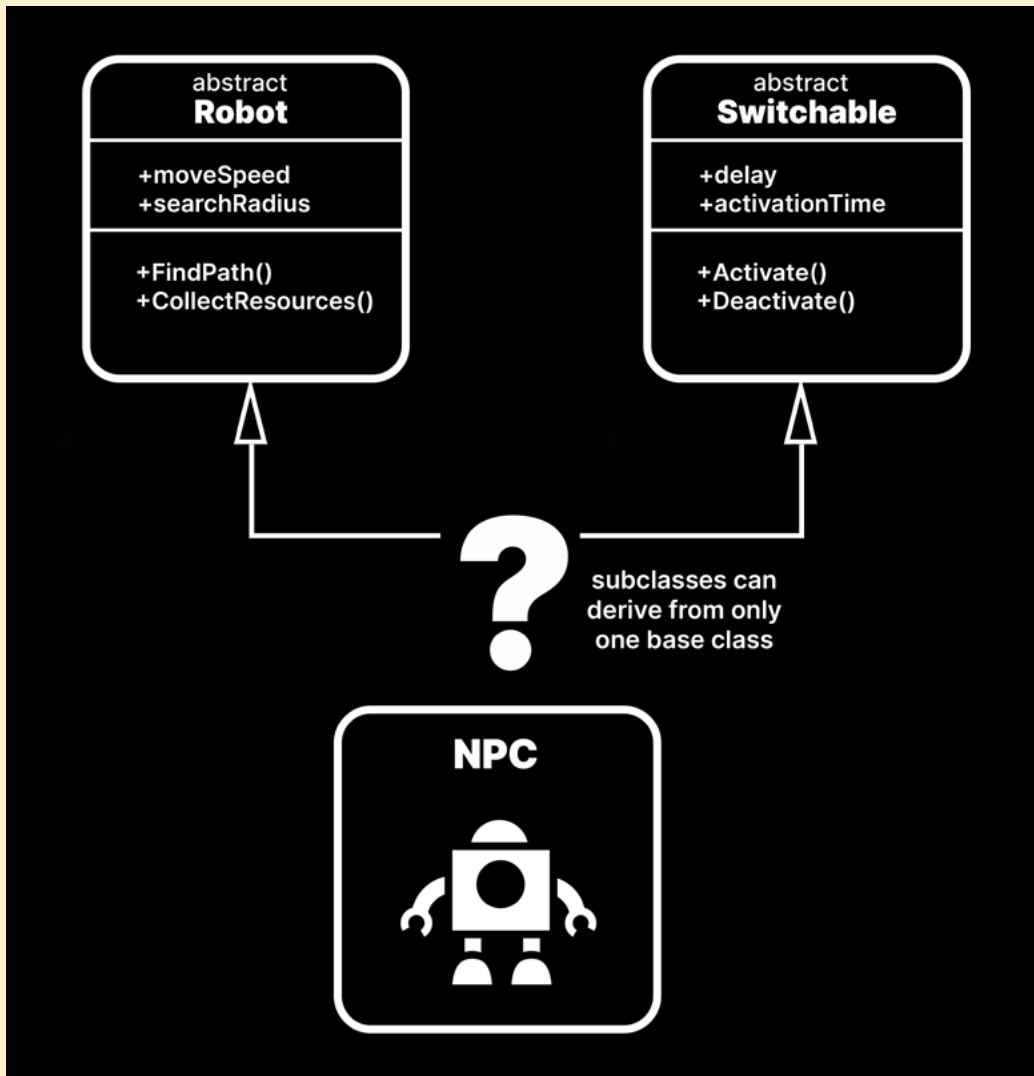 abstract
Robot
+moveSpeed
+searchRadius
+FindPath()
+CollectResources()
abstract
Switchable
+delay
+activationTime
+Activate()
+Deactivate()
?
subclasses can
derive from only
one base class
NPC